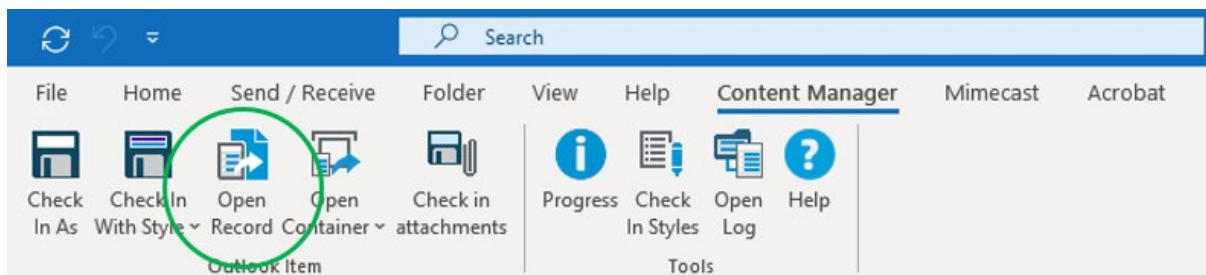 Search
File Home Send / Receive Folder View Help Content Manager Mimecast Acrobat
Check Check In Open Open Check in Progress Check Open Help
In As With Style Record Container attachments In Styles Log
Outlook Item Tools